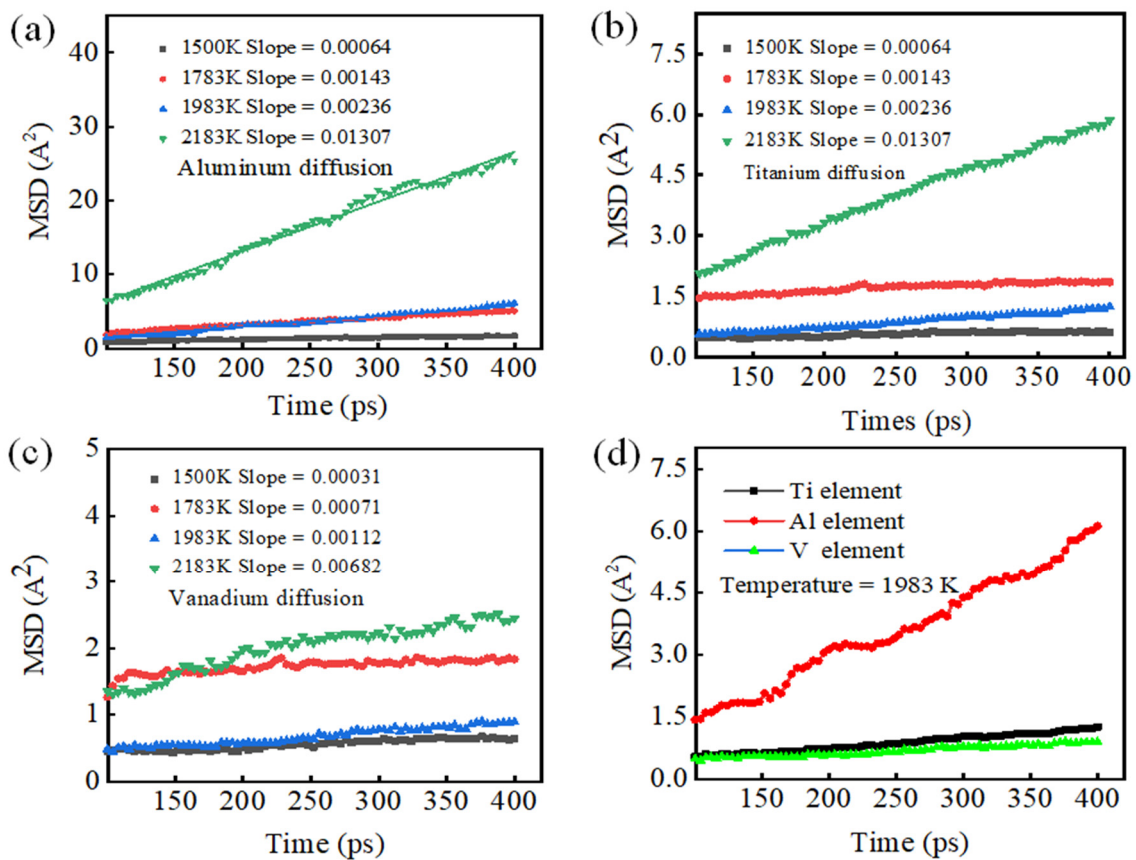 (a)
MSD (A²)
40
30
20
10
0
1500K Slope = 0.00064
1783K Slope = 0.00143
1983K Slope = 0.00236
2183K Slope = 0.01307
Aluminum diffusion
150 200 250 300 350 400
Time (ps)
(b)
MSD (A²)
7.5
6.0
4.5
3.0
1.5
0.0
1500K Slope = 0.00064
1783K Slope = 0.00143
1983K Slope = 0.00236
2183K Slope = 0.01307
Titanium diffusion
150 200 250 300 350 400
Times (ps)
(c)
MSD (A²)
5
4
3
2
1
0
1500K Slope = 0.00031
1783K Slope = 0.00071
1983K Slope = 0.00112
2183K Slope = 0.00682
Vanadium diffusion
150 200 250 300 350 400
Time (ps)
(d)
MSD (A²)
7.5
6.0
4.5
3.0
1.5
0.0
Ti element
Al element
V element
Temperature = 1983 K
150 200 250 300 350 400
Time (ps)